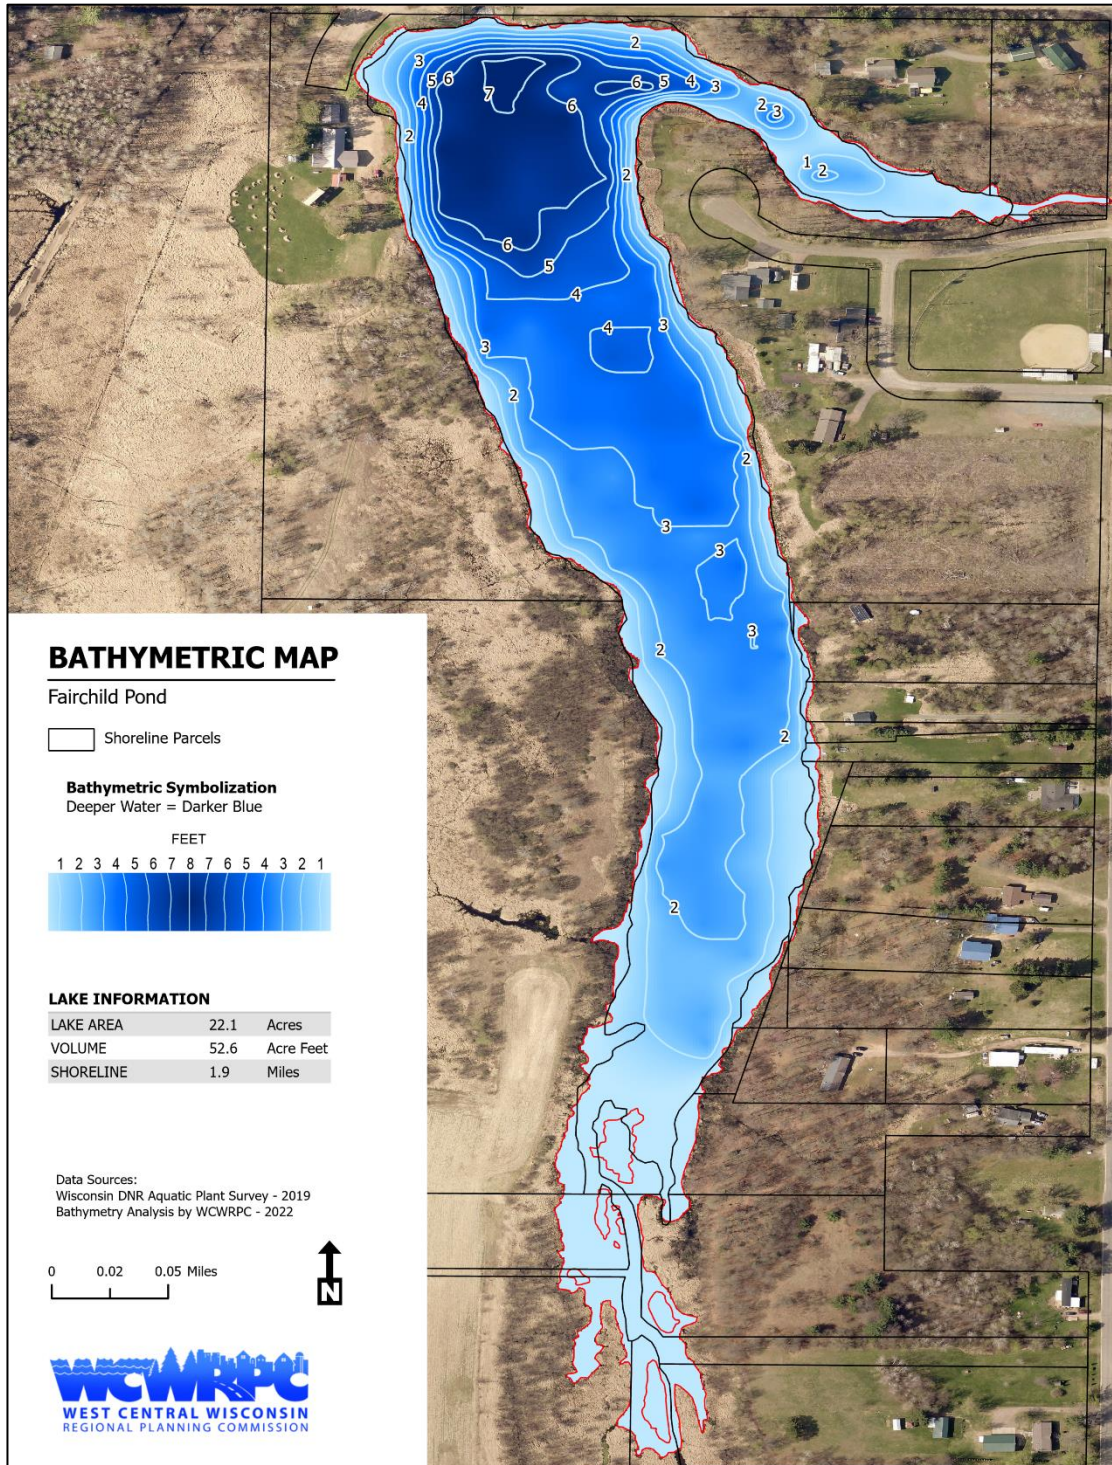 2
3
5
6
7
6
6
5
4
3
4
2
2
3
1
2
2
6
5
4
3
4
3
2
2
3
3
3
2
2
2
BATHYMETRIC MAP
Fairchild Pond
Shoreline Parcels
Bathymetric Symbolization
Deeper Water = Darker Blue
FEET
1 2 3 4 5 6 7 8 7 6 5 4 3 2 1
LAKE INFORMATION
LAKE AREA 22.1 Acres
VOLUME 52.6 Acre Feet
SHORELINE 1.9 Miles
Data Sources:
Wisconsin DNR Aquatic Plant Survey - 2019
Bathymetry Analysis by WCWRPC - 2022
0 0.02 0.05 Miles
N
WCWRPC
WEST CENTRAL WISCONSIN
REGIONAL PLANNING COMMISSION